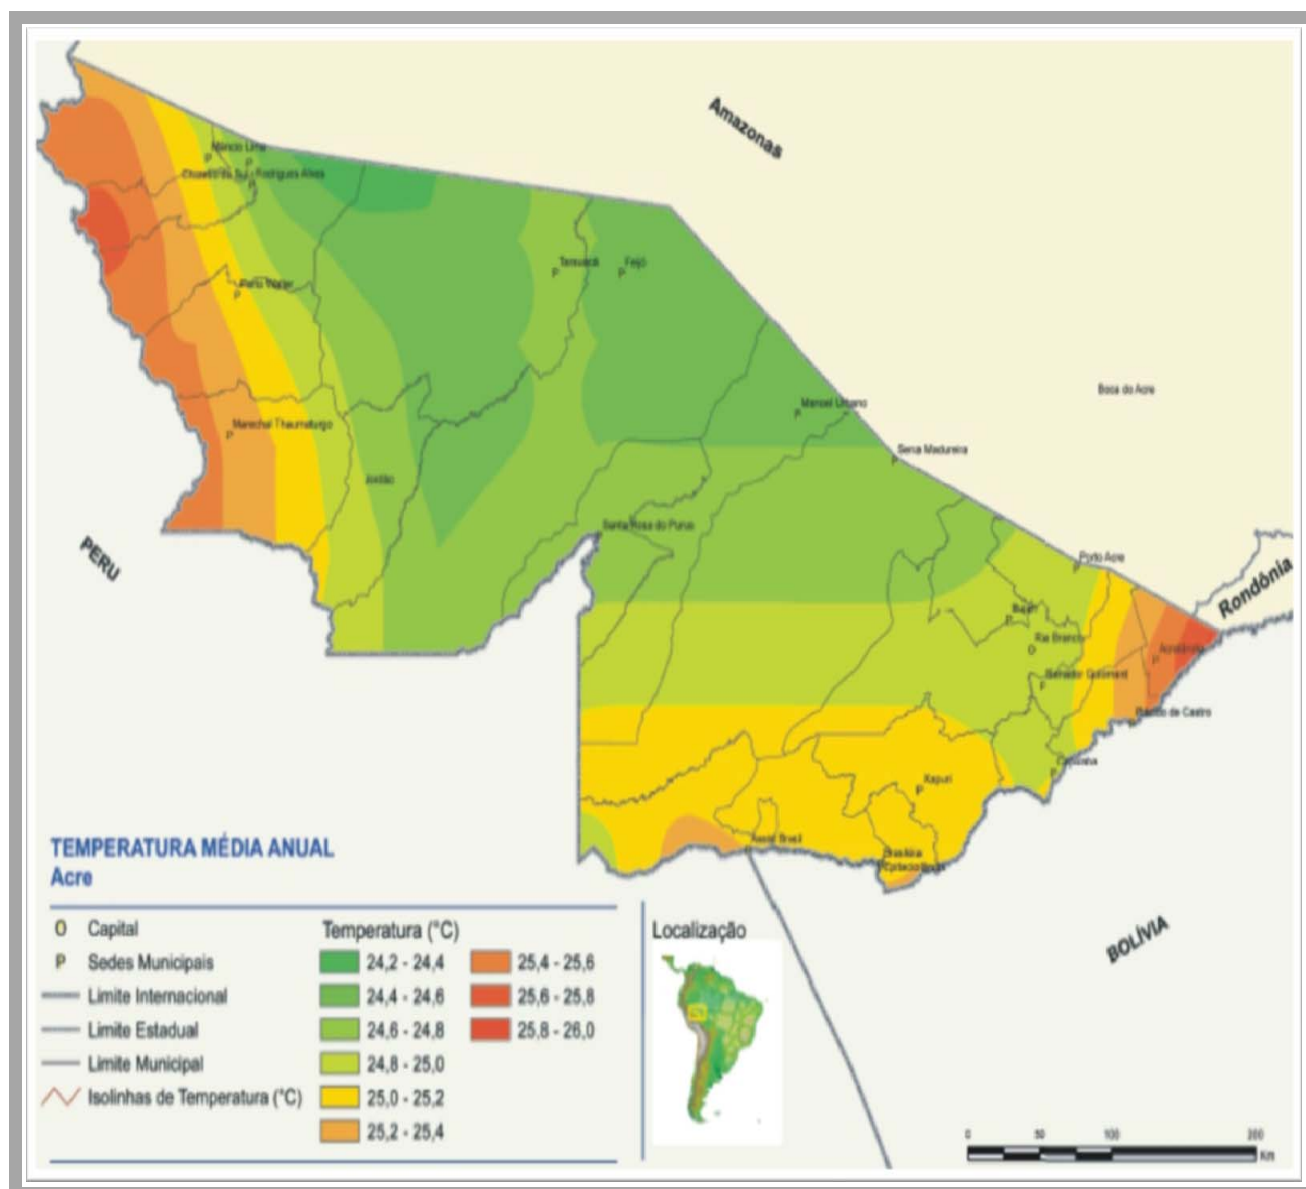 Amazonas
Mâncio Lima
Cruzeiro do Sul
Rodrigues Alves
Tarauacá
Feijó
Porto Walter
Boca do Acre
Manoel Urbano
Marechal Thaumaturgo
Sena Madureira
Jordão
Santa Rosa do Purus
PERU
Porto Acre
Rondônia
Bujari
Rio Branco
Acrelândia
Senador Guiomard
Plácido de Castro
Capixaba
Xapuri
Assis Brasil
Brasiléia
Epitaciolândia
BOLÍVIA
TEMPERATURA MÉDIA ANUAL
Acre
O Capital
P Sedes Municipais
Limite Internacional
Limite Estadual
Limite Municipal
Isolinhas de Temperatura (°C)
Temperatura (°C)
24,2 - 24,4
24,4 - 24,6
24,6 - 24,8
24,8 - 25,0
25,0 - 25,2
25,2 - 25,4
25,4 - 25,6
25,6 - 25,8
25,8 - 26,0
Localização
0 50 100 200
Km